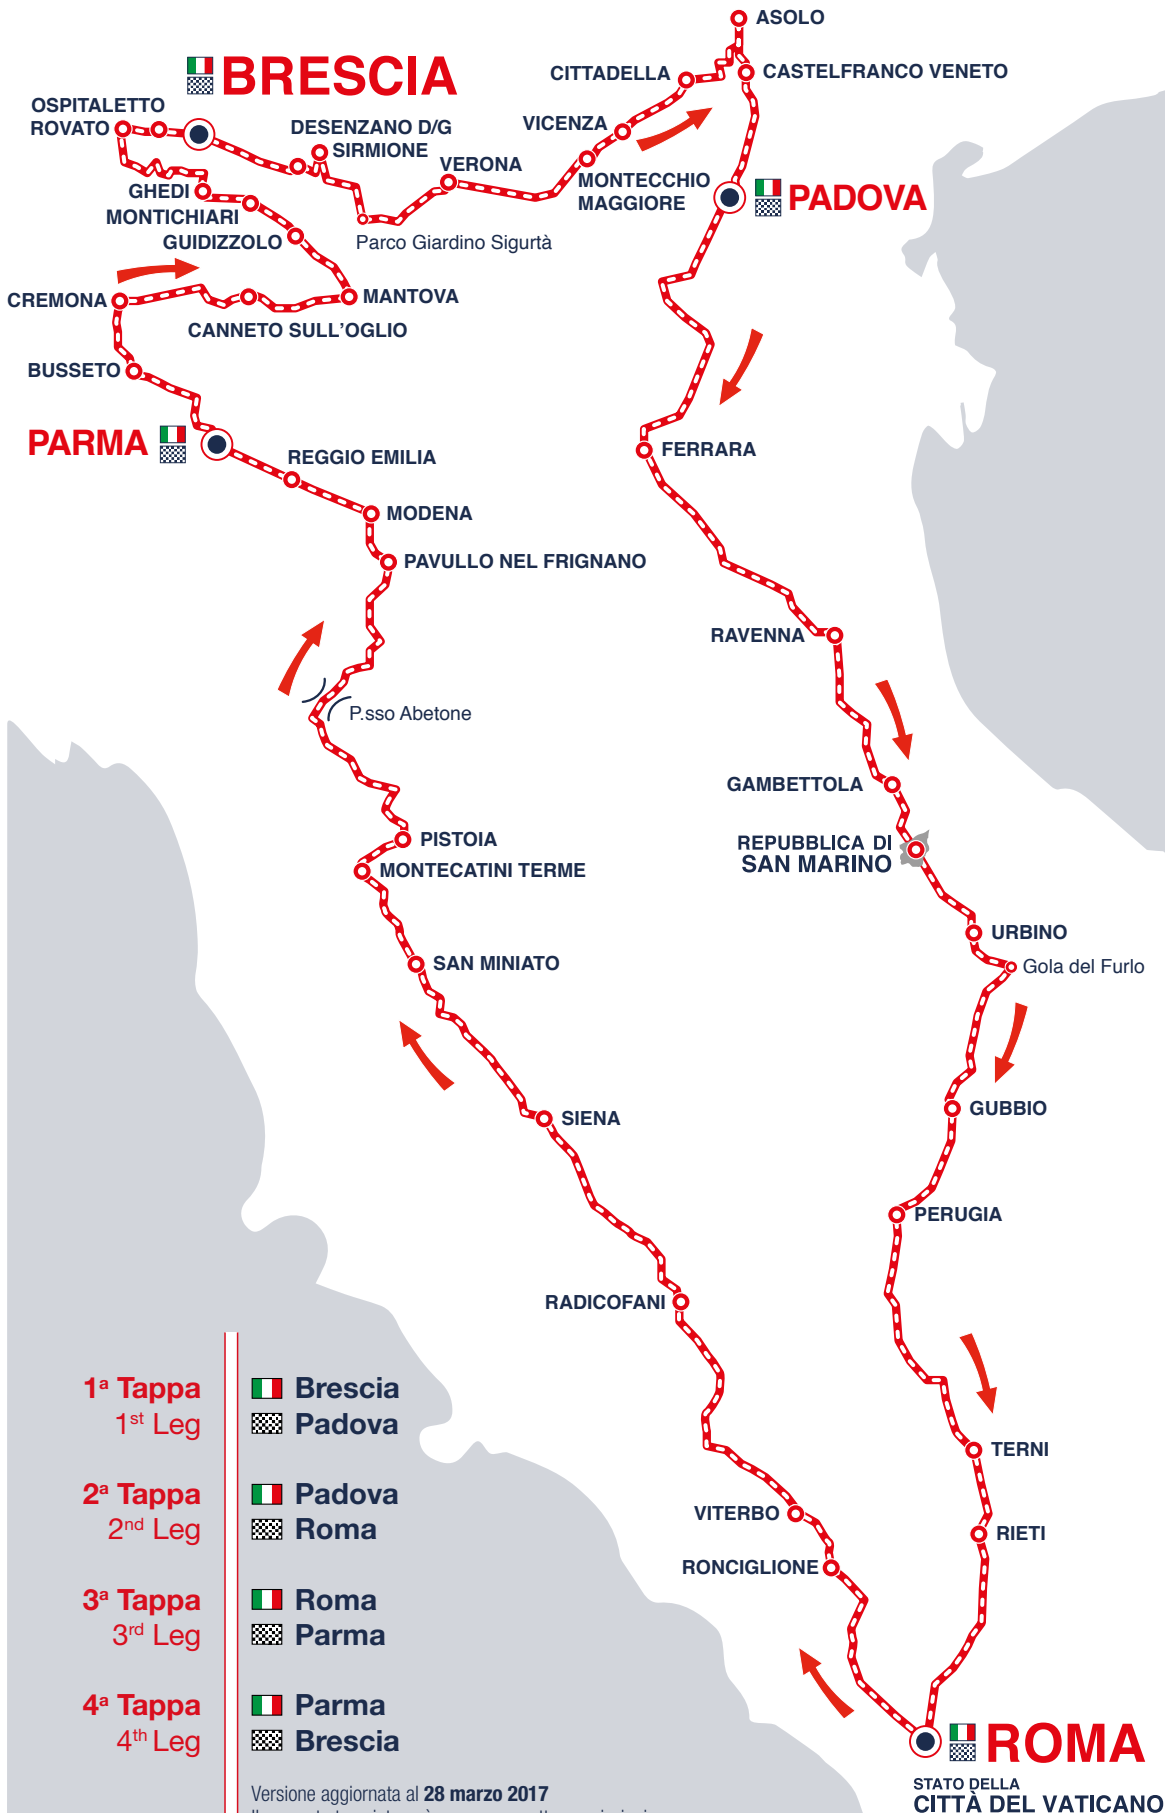 ASOLO
BRESCIA
CITTADELLA
CASTELFRANCO VENETO
OSPITALETTO
ROVATO
DESENZANO D/G
SIRMIONE
VICENZA
VERONA
MONTECCHIO
MAGGIORE
PADOVA
GHEDI
MONTICHIARI
GUIDIZZOLO
Parco Giardino Sigurtà
CREMONA
MANTOVA
CANNETO SULL'OGLIO
BUSSETO
PARMA
REGGIO EMILIA
FERRARA
MODENA
PAVULLO NEL FRIGNANO
RAVENNA
P.sso Abetone
GAMBETTOLA
PISTOIA
REPUBBLICA DI
SAN MARINO
MONTECATINI TERME
URBINO
SAN MINIATO
Gola del Furlo
GUBBIO
SIENA
PERUGIA
RADICOFANI
1ª Tappa Brescia
1st Leg Padova
TERNI
2ª Tappa Padova
2nd Leg Roma
VITERBO
RIETI
RONCIGLIONE
3ª Tappa Roma
3rd Leg Parma
4ª Tappa Parma
4th Leg Brescia
ROMA
STATO DELLA
CITTÀ DEL VATICANO
Versione aggiornata al 28 marzo 2017